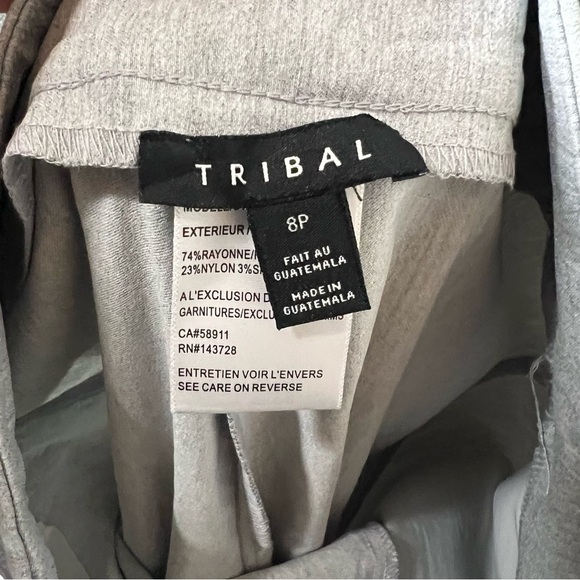 TRIBAL
8P
FAIT AU
GUATEMALA
MADE IN
GUATEMALA
EXTERIEUR/
74%RAYONNE/
23%NYLON 3%
A L'EXCLUSION
GARNITURES/
CA#58911
RN#143728
ENTRETIEN VOIR L'ENVERS
SEE CARE ON REVERSE